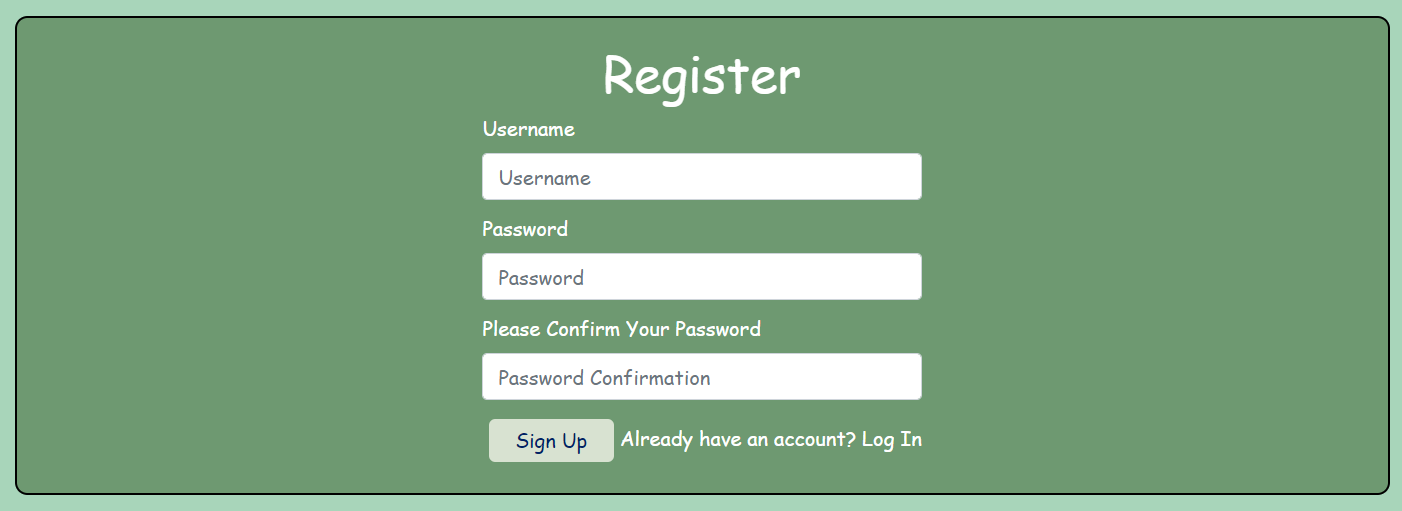 Register
Username
Username
Password
Password
Please Confirm Your Password
Password Confirmation
Sign Up Already have an account? Log In